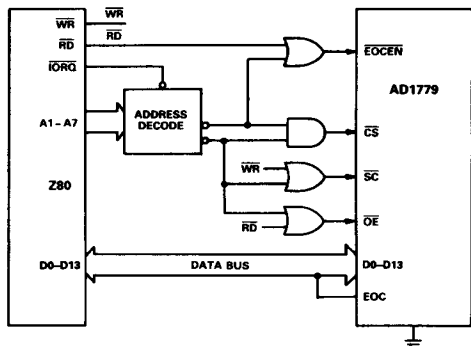 WR WR
RD RD EOCEN
IORQ
AD1779
A1–A7 ADDRESS
DECODE
CS
Z80 WR SC
OE
RD
D0–D13 DATA BUS D0–D13
EOC